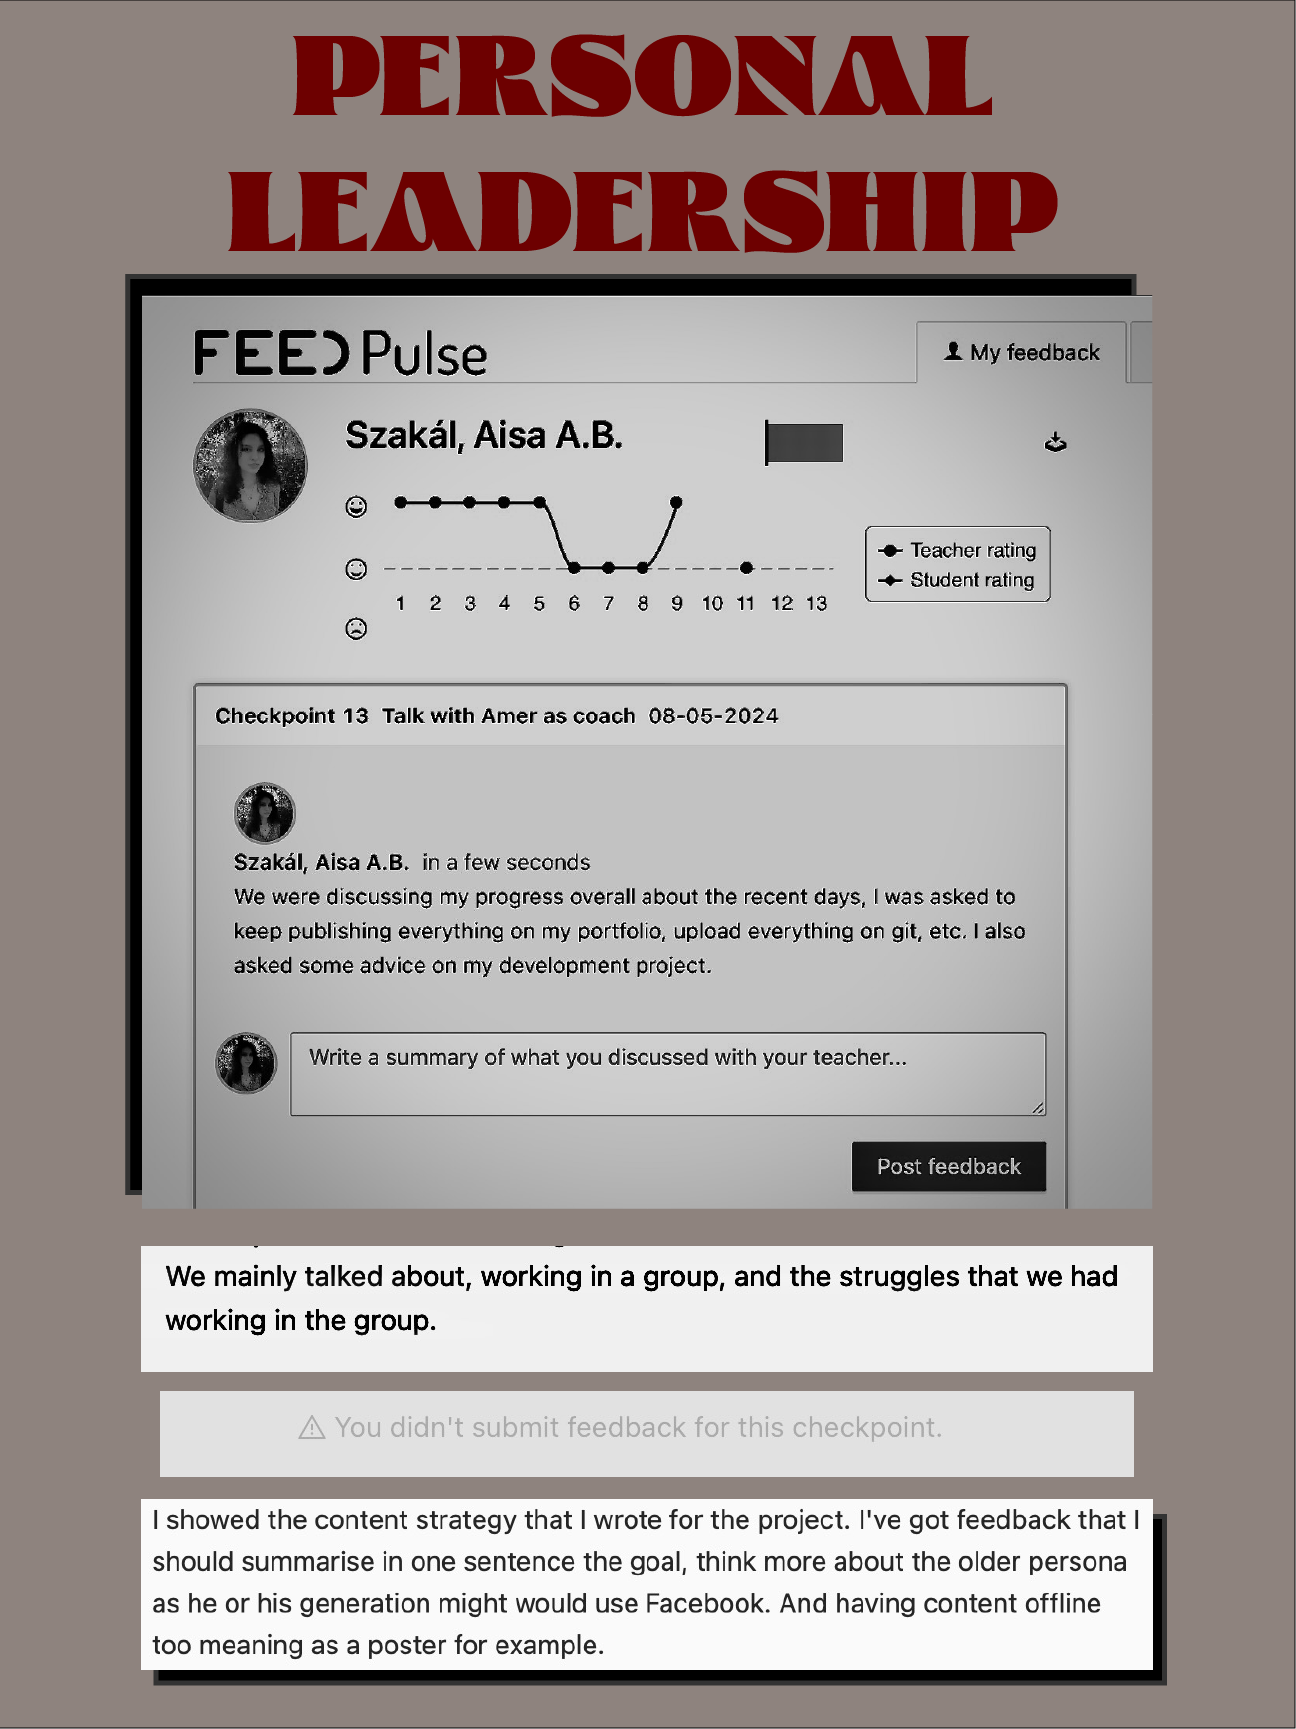 PERSONAL
LEADERSHIP
FEEDPulse
My feedback
Szakál, Aisa A.B.
Teacher rating
Student rating
1 2 3 4 5 6 7 8 9 10 11 12 13
Checkpoint 13 Talk with Amer as coach 08-05-2024
Szakál, Aisa A.B. in a few seconds
We were discussing my progress overall about the recent days, I was asked to
keep publishing everything on my portfolio, upload everything on git, etc. I also
asked some advice on my development project.
Write a summary of what you discussed with your teacher...
Post feedback
We mainly talked about, working in a group, and the struggles that we had
working in the group.
You didn't submit feedback for this checkpoint.
I showed the content strategy that I wrote for the project. I've got feedback that I
should summarise in one sentence the goal, think more about the older persona
as he or his generation might would use Facebook. And having content offline
too meaning as a poster for example.